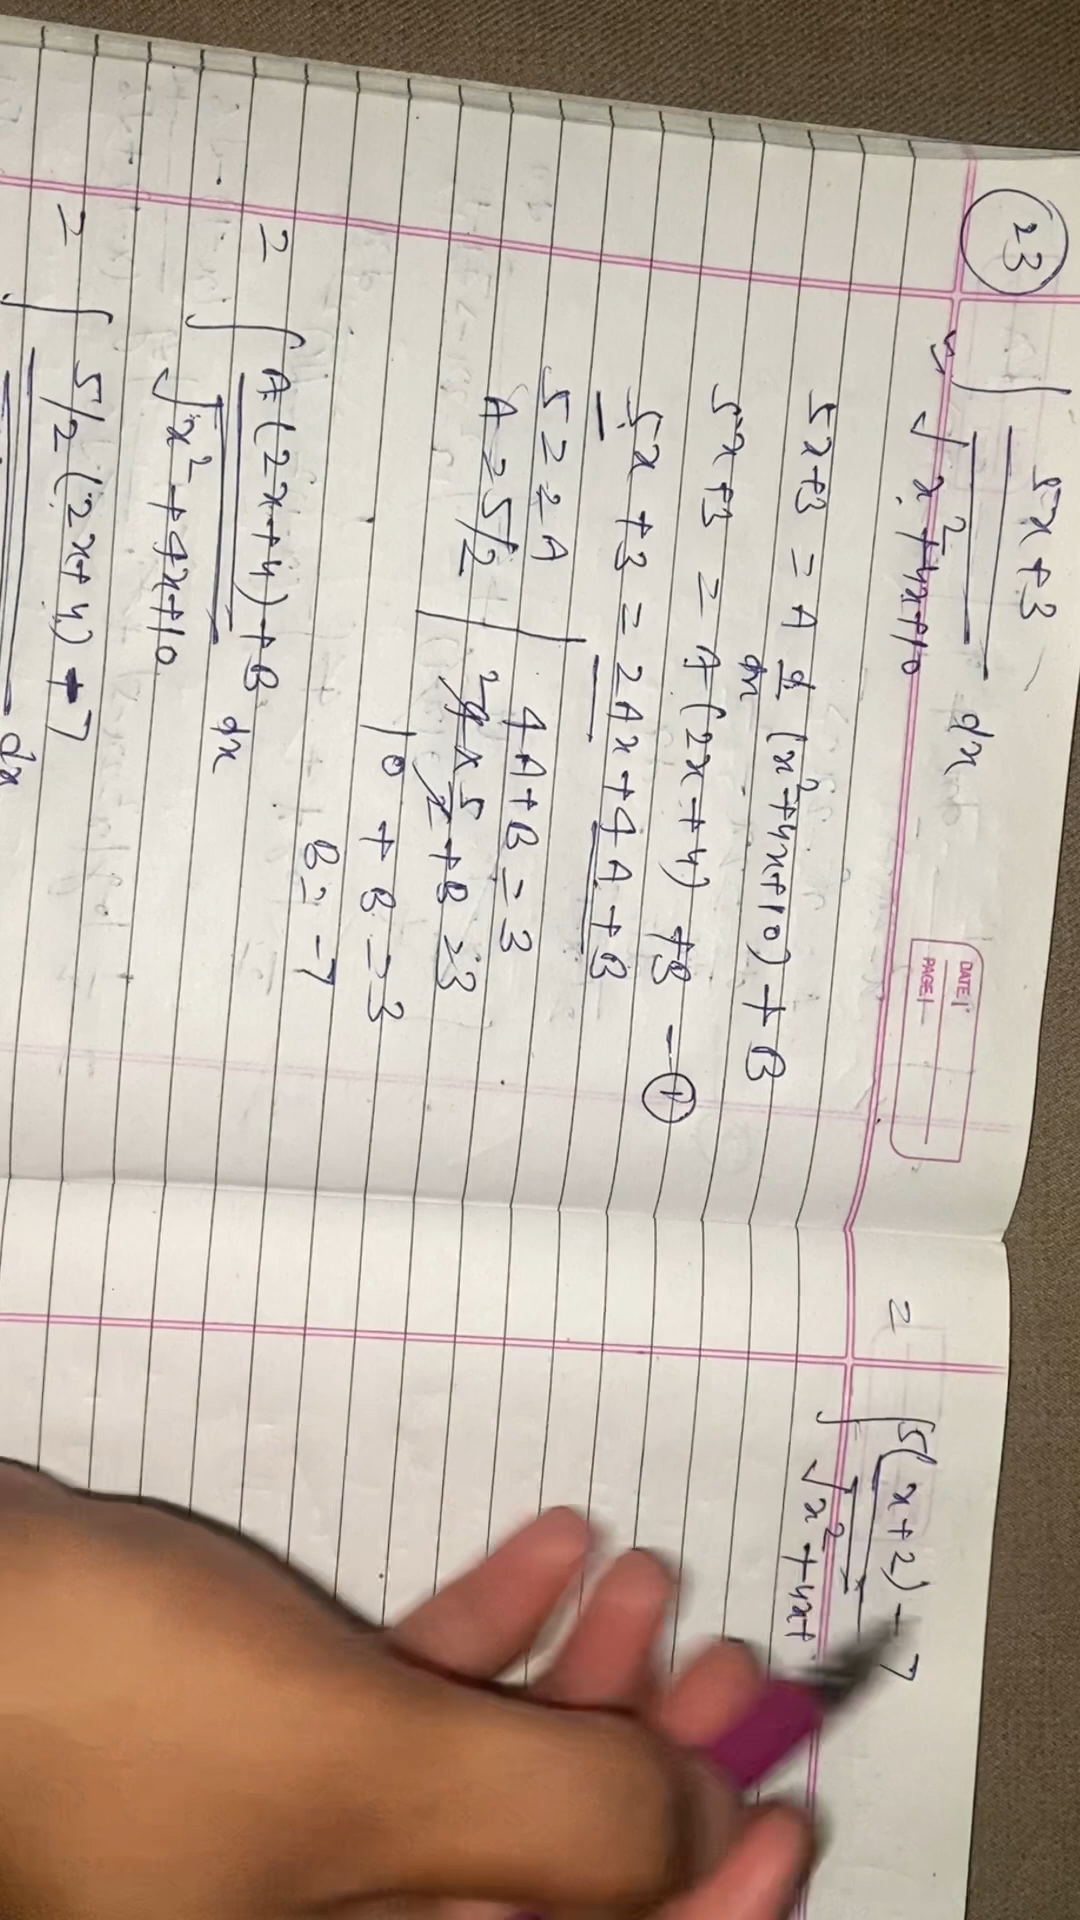 23
∫ 5x+3 / √x²+4x+10 dx
DATE
PAGE
5x+3 = A d/dx (x²+4x+10) + B
5x+3 = A (2x+4) +B — ①
5x +3 = 2Ax+4A+B
5 = 2A
A = 5/2
4A+B = 3
2 4 x 5/2 +B = 3
10 + B = 3
B = -7
= ∫ A(2x+4)+B / √x²+4x+10 dx
= ∫ 5/2 (2x+4) - 7 dx
= ∫ 5(x+2) - 7 / √x²+4x+